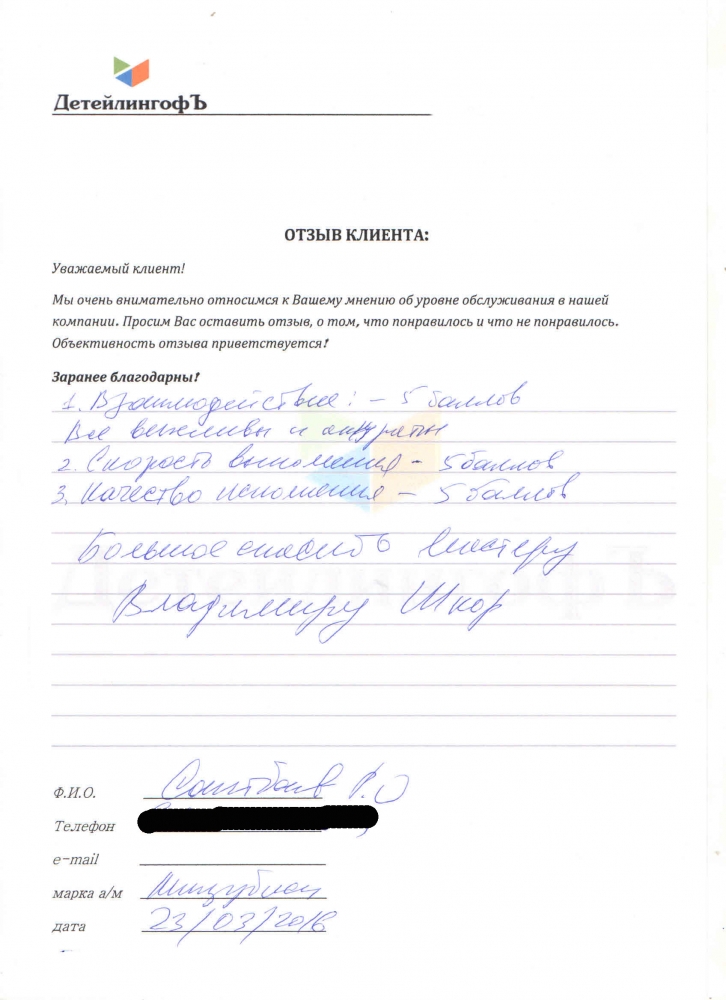 ДетейлингофЪ
ОТЗЫВ КЛИЕНТА:
Уважаемый клиент!
Мы очень внимательно относимся к Вашему мнению об уровне обслуживания в нашей
компании. Просим Вас оставить отзыв, о том, что понравилось и что не понравилось.
Объективность отзыва приветствуется!
Заранее благодарны!
1. Взаимодействие: - 5 баллов
Все вежливы и
2. Скорость выполнения - 5 баллов
3. Качество исполнения - 5 баллов
Большое спасибо мастеру
Владимиру Шкор
Ф.И.О.
Телефон
e-mail
марка а/м Мицубиси
дата 23/03/2016